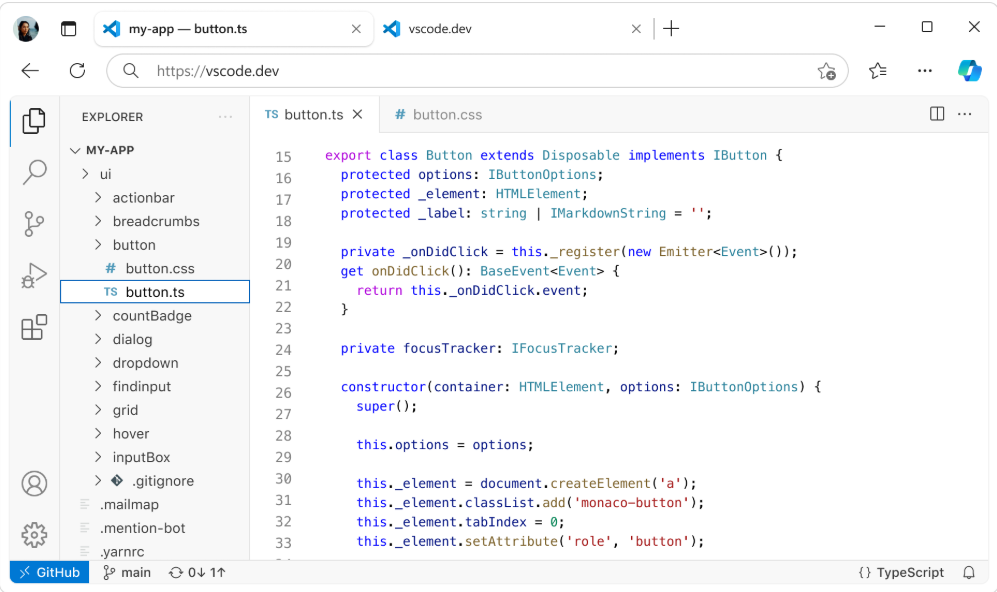 my-app — button.ts
vscode.dev
https://vscode.dev
EXPLORER
MY-APP
ui
actionbar
breadcrumbs
button
# button.css
TS button.ts
countBadge
dialog
dropdown
findinput
grid
hover
inputBox
.gitignore
.mailmap
.mention-bot
.yarnrc
TS button.ts
# button.css
15 export class Button extends Disposable implements IButton {
16 protected options: IButtonOptions;
17 protected _element: HTMLElement;
18 protected _label: string | IMarkdownString = '';
19
20 private _onDidClick = this._register(new Emitter<Event>());
21 get onDidClick(): BaseEvent<Event> {
22 return this._onDidClick.event;
23 }
24
25 private focusTracker: IFocusTracker;
26
27 constructor(container: HTMLElement, options: IButtonOptions) {
28 super();
29
30 this.options = options;
31
32 this._element = document.createElement('a');
33 this._element.classList.add('monaco-button');
this._element.tabIndex = 0;
this._element.setAttribute('role', 'button');
GitHub
main
0↓ 1↑
{} TypeScript